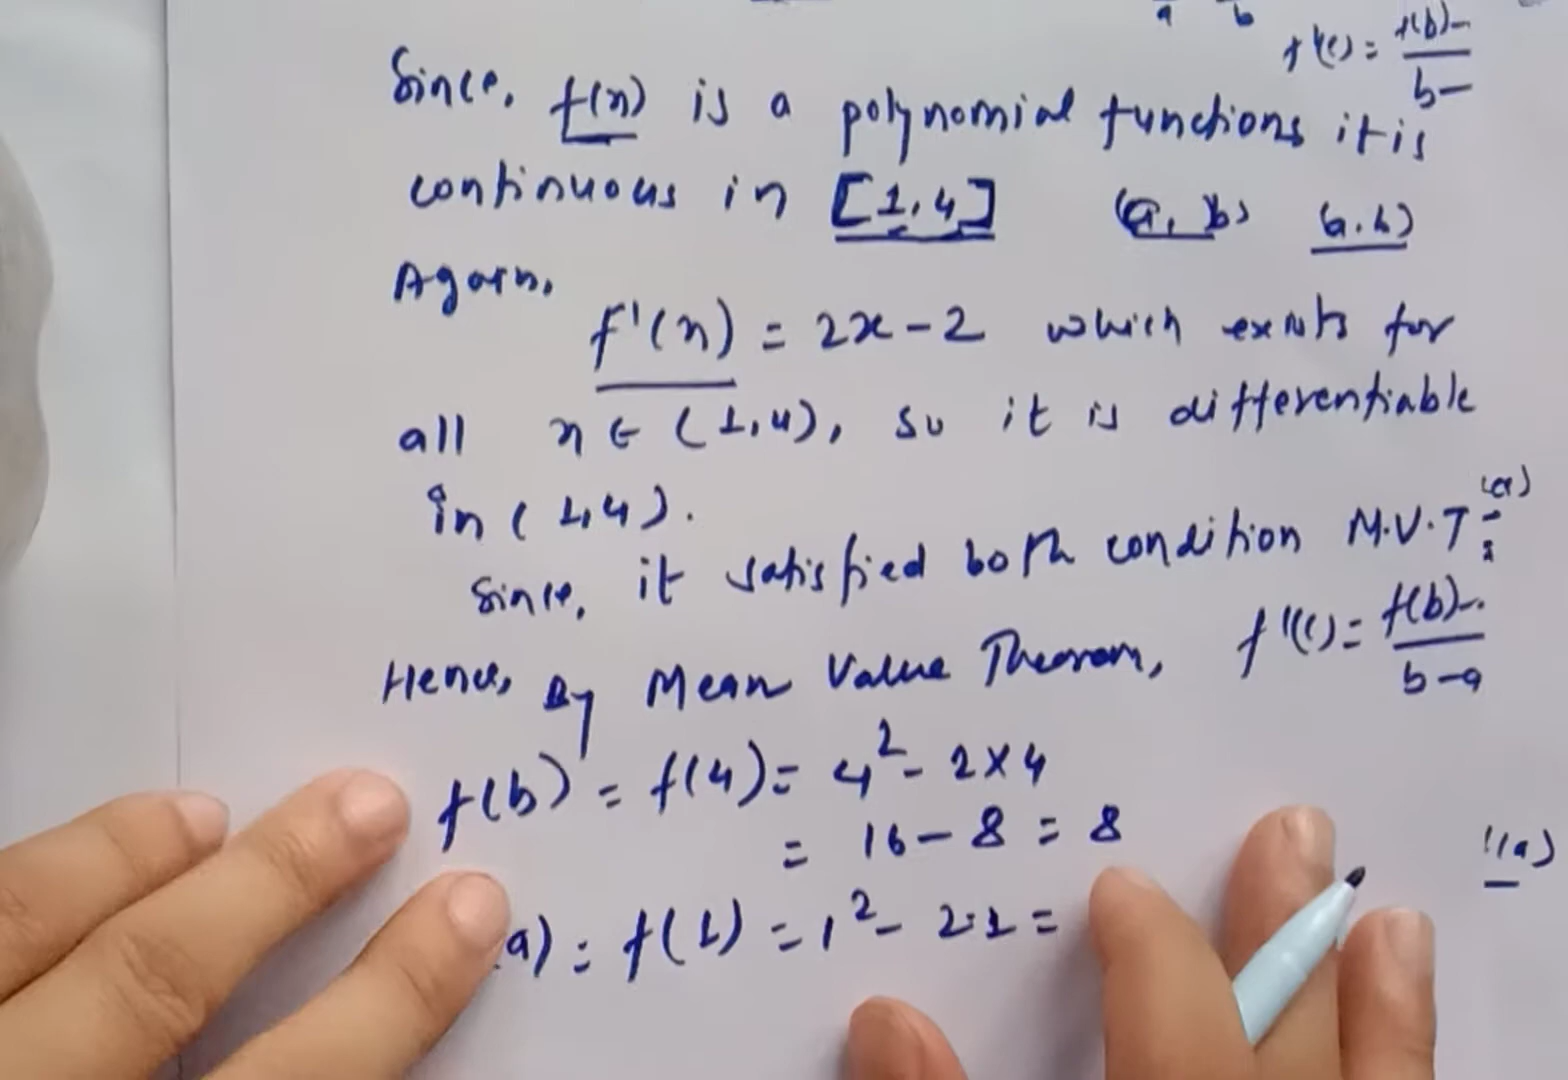 a b
f'(c) = f(b)-
b-
Since, f(n) is a polynomial functions it is
continuous in [1,4] (a, b) (a.b)
Again,
f'(n) = 2x-2 which exists for
all n ∈ (1,4), so it is differentiable
in (1,4).
(a)
Since, it satisfied both condition M.V.T
Hence, By Mean Value Theorem, f'(c) = f(b)-
b-a
f(b) = f(4) = 4² - 2×4
= 16-8 = 8
a) = f(1) = 1² - 2.1 =
(a)